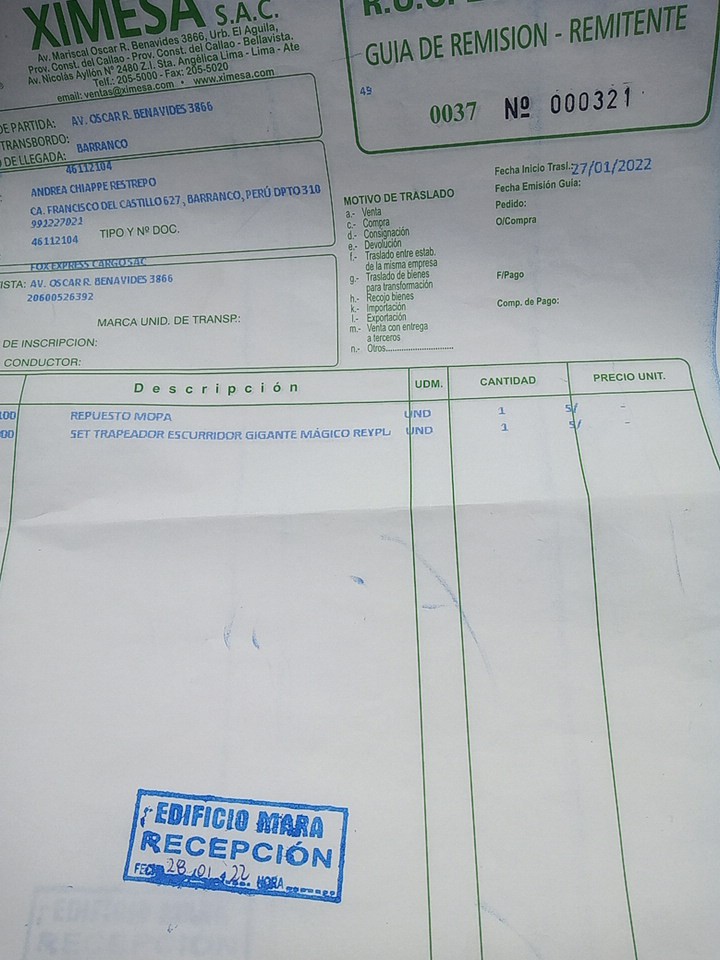 XIMESA S.A.C.
Av. Mariscal Oscar R. Benavides 3866, Urb. El Aguila,
Prov. Const. del Callao - Prov. Const. del Callao - Bellavista.
Av. Nicolás Ayllón Nº 2480 Z.I. Sta. Angélica Lima - Lima - Ate
Telf.: 205-5000 - Fax: 205-5020
email: ventas@ximesa.com • www.ximesa.com
GUIA DE REMISION - REMITENTE
49
0037 Nº 000321
DE PARTIDA: AV. OSCAR R. BENAVIDES 3866
TRANSBORDO:
DE LLEGADA: BARRANCO
46112104
ANDREA CHIAPPE RESTREPO
CA. FRANCISCO DEL CASTILLO 627, BARRANCO, PERÚ DPTO 310
991227021
46112104 TIPO Y Nº DOC.
FOX EXPRESS CARGO SAC
ISTA: AV. OSCAR R. BENAVIDES 3866
20600526392
MARCA UNID. DE TRANSP.:
DE INSCRIPCION:
CONDUCTOR:
MOTIVO DE TRASLADO
a.- Venta
c.- Compra
d.- Consignación
e.- Devolución
f.- Traslado entre estab.
de la misma empresa
g.- Traslado de bienes
para transformación
h.- Recojo bienes
k.- Importación
l.- Exportación
m.- Venta con entrega
a terceros
n.- Otros
Fecha Inicio Trasl.: 27/01/2022
Fecha Emisión Guía:
Pedido:
O/Compra
F/Pago
Comp. de Pago:
Descripción UDM. CANTIDAD PRECIO UNIT.
100 REPUESTO MOPA UND 1 S/ -
00 SET TRAPEADOR ESCURRIDOR GIGANTE MÁGICO REYPL UND 1 S/ -
EDIFICIO MARA
RECEPCIÓN
FECHA 28 01 22 HORA